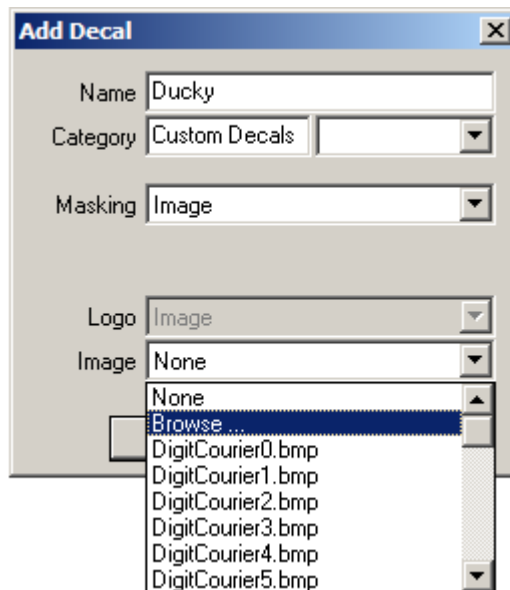 Add Decal
Name Ducky
Category Custom Decals
Masking Image
Logo Image
Image None
None
Browse ...
DigitCourier0.bmp
DigitCourier1.bmp
DigitCourier2.bmp
DigitCourier3.bmp
DigitCourier4.bmp
DigitCourier5.bmp